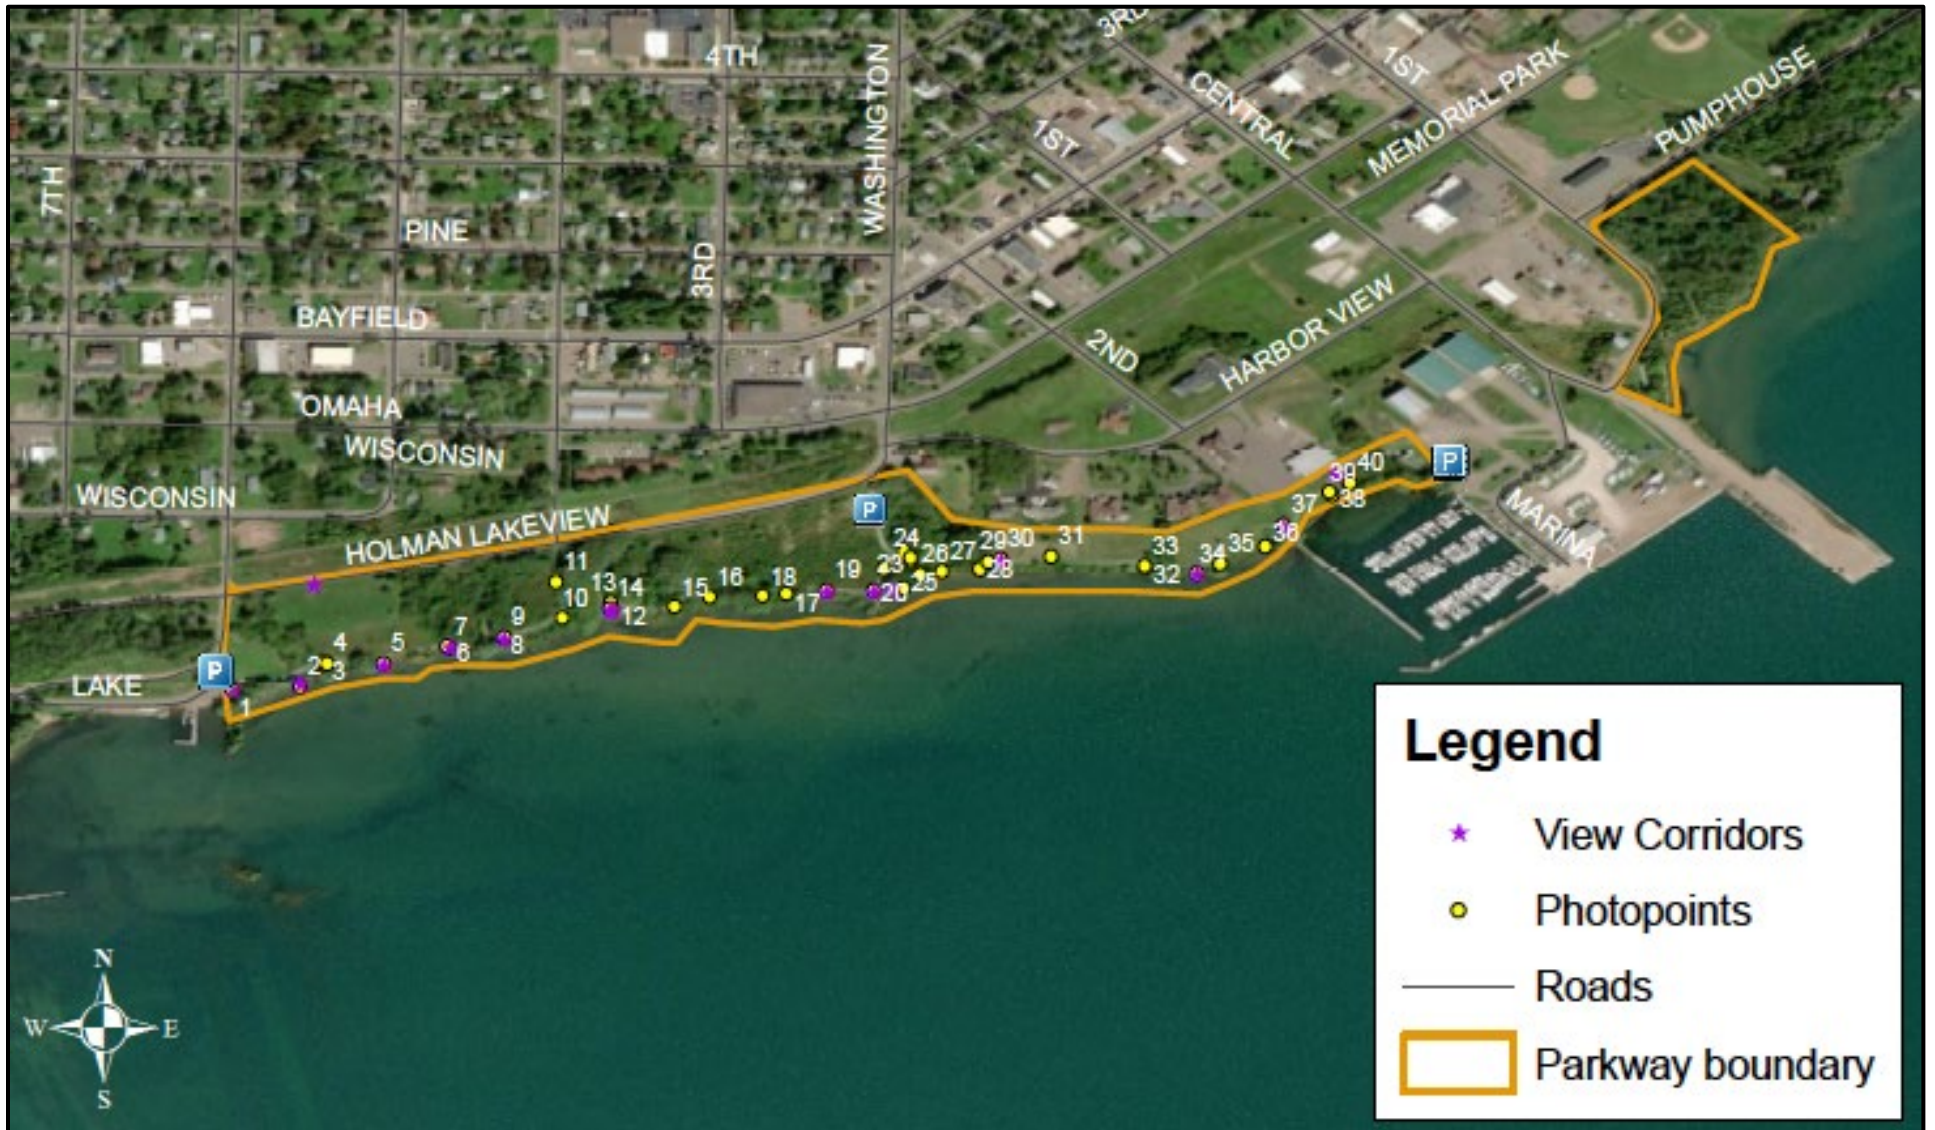 3RD
4TH
1ST
CENTRAL
MEMORIAL PARK
PUMPHOUSE
WASHINGTON
1ST
7TH
PINE
3RD
BAYFIELD
HARBOR VIEW
2ND
OMAHA
WISCONSIN
WISCONSIN
HOLMAN LAKEVIEW
MARINA
LAKE
P
P
P
1
2
3
4
5
6
7
8
9
10
11
12
13
14
15
16
17
18
19
20
23
24
25
26
27
28
29
30
31
32
33
34
35
36
37
38
39
40
Legend
View Corridors
Photopoints
Roads
Parkway boundary
N
W
E
S